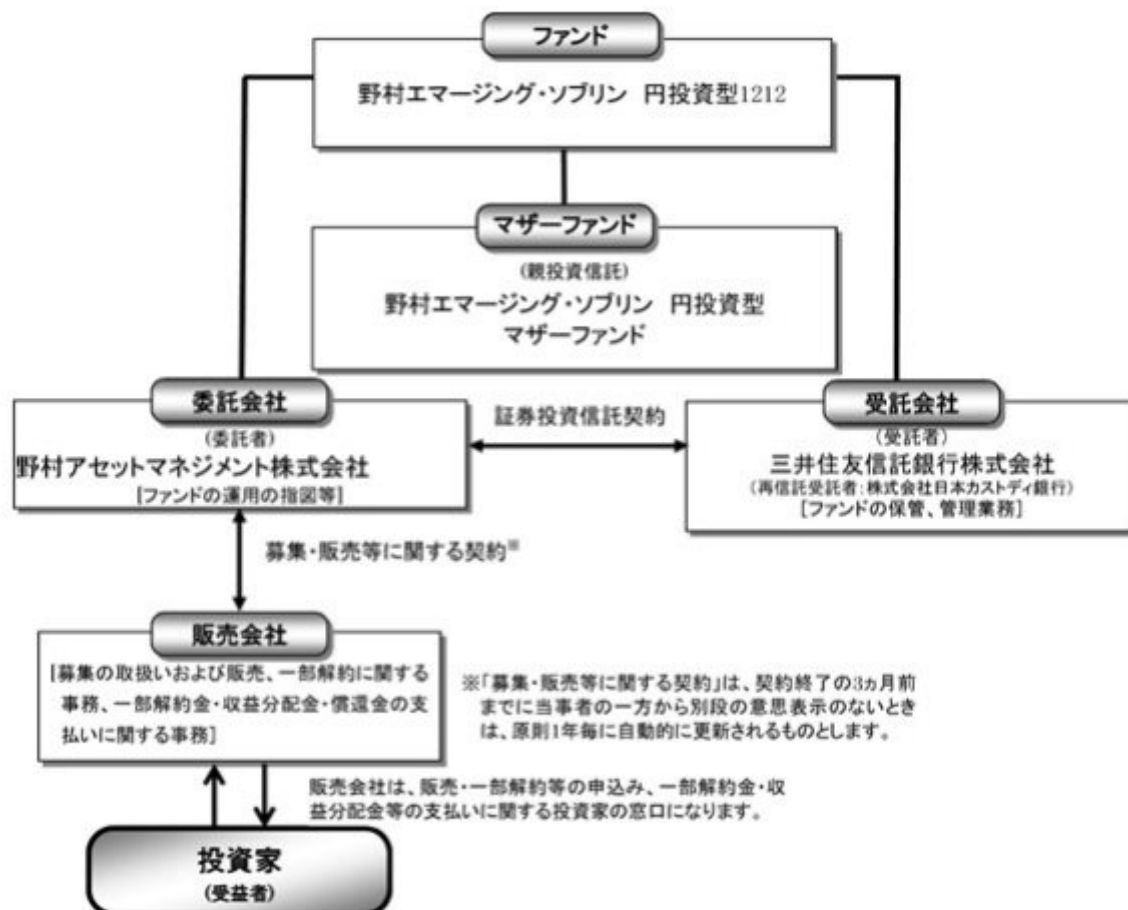 ファンド
野村エマージング・ソブリン 円投資型1212
マザーファンド
(親投資信託)
野村エマージング・ソブリン 円投資型
マザーファンド
委託会社
(委託者)
野村アセットマネジメント株式会社
[ファンドの運用の指図等]
証券投資信託契約
受託会社
(受託者)
三井住友信託銀行株式会社
(再信託受託者:株式会社日本カストディ銀行)
[ファンドの保管、管理業務]
募集・販売等に関する契約※
販売会社
[募集の取扱いおよび販売、一部解約に関する
事務、一部解約金・収益分配金・償還金の支
払いに関する事務]
※「募集・販売等に関する契約」は、契約終了の3ヵ月前
までに当事者の一方から別段の意思表示のないとき
は、原則1年毎に自動的に更新されるものとします。
販売会社は、販売・一部解約等の申込み、一部解約金・収
益分配金等の支払いに関する投資家の窓口になります。
投資家
(受益者)